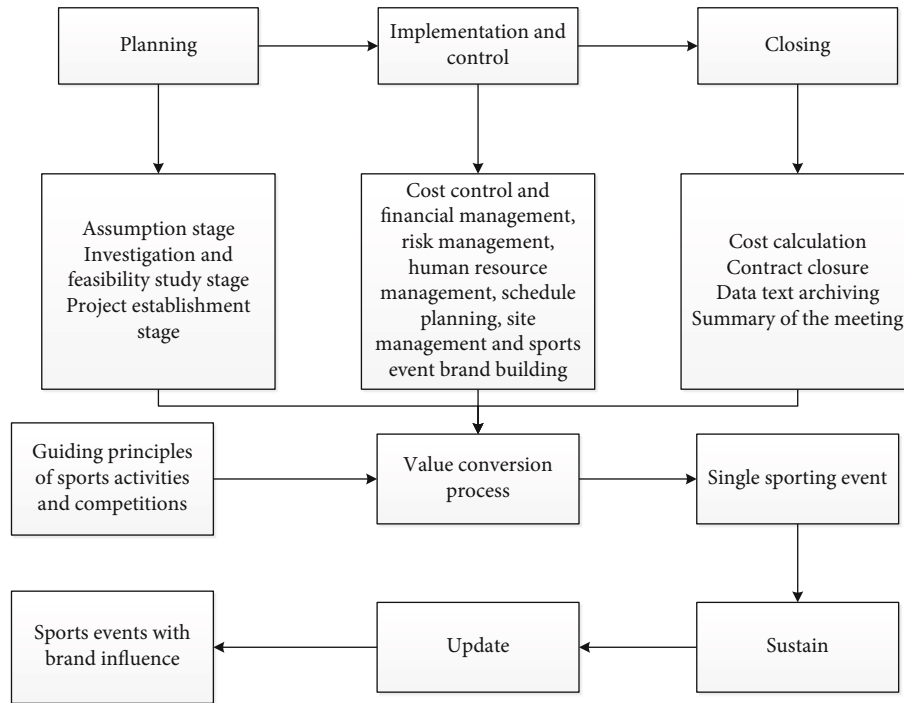 Planning
Implementation and
control
Closing
Assumption stage
Investigation and
feasibility study stage
Project establishment
stage
Cost control and
financial management,
risk management,
human resource
management, schedule
planning, site
management and sports
event brand building
Cost calculation
Contract closure
Data text archiving
Summary of the meeting
Guiding principles
of sports activities
and competitions
Value conversion
process
Single sporting event
Sports events with
brand influence
Update
Sustain